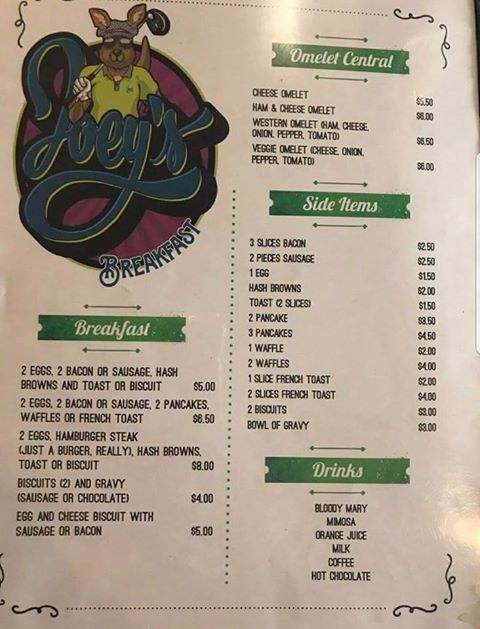 Joey's
BREAKFAST
Breakfast
2 EGGS, 2 BACON OR SAUSAGE, HASH
BROWNS AND TOAST OR BISCUIT $5.00
2 EGGS, 2 BACON OR SAUSAGE, 2 PANCAKES,
WAFFLES OR FRENCH TOAST $6.50
2 EGGS, HAMBURGER STEAK
(JUST A BURGER, REALLY), HASH BROWNS,
TOAST OR BISCUIT $8.00
BISCUITS (2) AND GRAVY
(SAUSAGE OR CHOCOLATE) $4.00
EGG AND CHEESE BISCUIT WITH
SAUSAGE OR BACON $5.00
Omelet Central
CHEESE OMELET $5.50
HAM & CHEESE OMELET $6.00
WESTERN OMELET (HAM, CHEESE,
ONION, PEPPER, TOMATO) $6.50
VEGGIE OMELET (CHEESE, ONION,
PEPPER, TOMATO) $6.00
Side Items
3 SLICES BACON $2.50
2 PIECES SAUSAGE $2.50
1 EGG $1.50
HASH BROWNS $2.00
TOAST (2 SLICES) $1.50
2 PANCAKE $3.50
3 PANCAKES $4.50
1 WAFFLE $2.00
2 WAFFLES $4.00
1 SLICE FRENCH TOAST $2.00
2 SLICES FRENCH TOAST $4.00
2 BISCUITS $3.00
BOWL OF GRAVY $3.00
Drinks
BLOODY MARY
MIMOSA
ORANGE JUICE
MILK
COFFEE
HOT CHOCOLATE